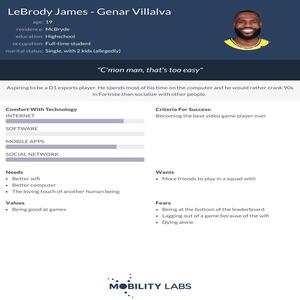 LeBrody James - Genar Villalva
age: 19
residence: McBryde
education: Highschool
occupation: Full-time student
marital status: Single, with 2 kids (allegedly)
"C'mon man, that's too easy"
Aspiring to be a D1 esports player. He spends most of his time on the computer and he would rather crank 90s
in Fortnite than socialize with other people.
Comfort With Technology
INTERNET
SOFTWARE
MOBILE APPS
SOCIAL NETWORK
Criteria For Success:
Becoming the best video game player ever
Needs
Better wifi
Better computer
The loving touch of another human being
Wants
More friends to play in a squad with
Values
Being good at games
Fears
Being at the bottom of the leaderboard
Lagging out of a game because of the wifi
Dying alone
MOBILITY LABS